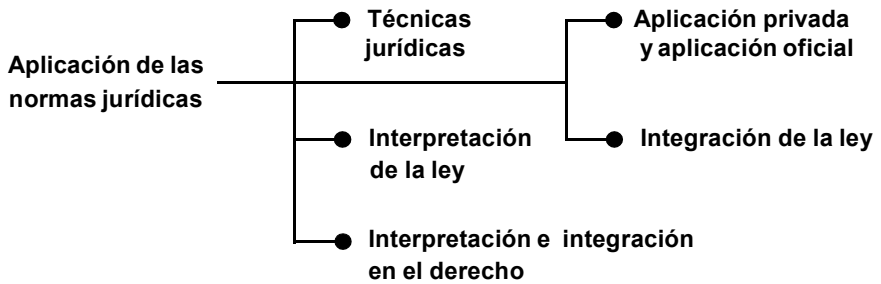 Aplicación de las
normas jurídicas
Técnicas
jurídicas
Aplicación privada
y aplicación oficial
Interpretación
de la ley
Integración de la ley
Interpretación e integración
en el derecho